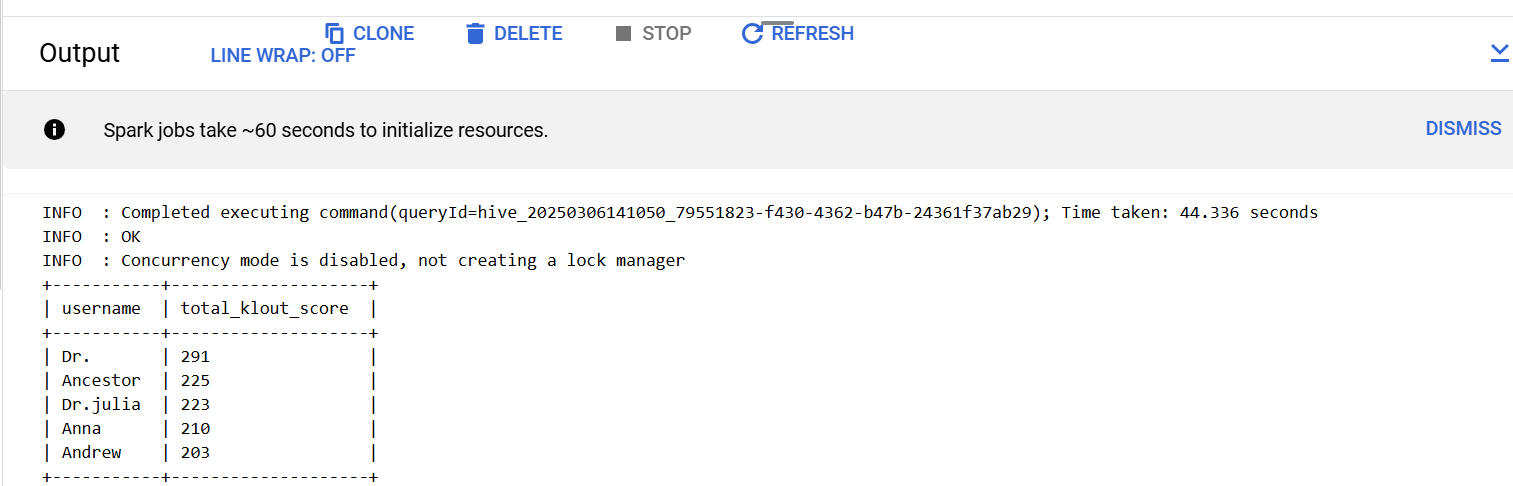 CLONE DELETE STOP REFRESH
Output LINE WRAP: OFF
Spark jobs take ~60 seconds to initialize resources. DISMISS
INFO  : Completed executing command(queryId=hive_20250306141050_79551823-f430-4362-b47b-24361f37ab29); Time taken: 44.336 seconds
INFO  : OK
INFO  : Concurrency mode is disabled, not creating a lock manager
+-----------+--------------------+
| username  | total_klout_score  |
+-----------+--------------------+
| Dr.       | 291                |
| Ancestor  | 225                |
| Dr.julia  | 223                |
| Anna      | 210                |
| Andrew    | 203                |
+-----------+--------------------+